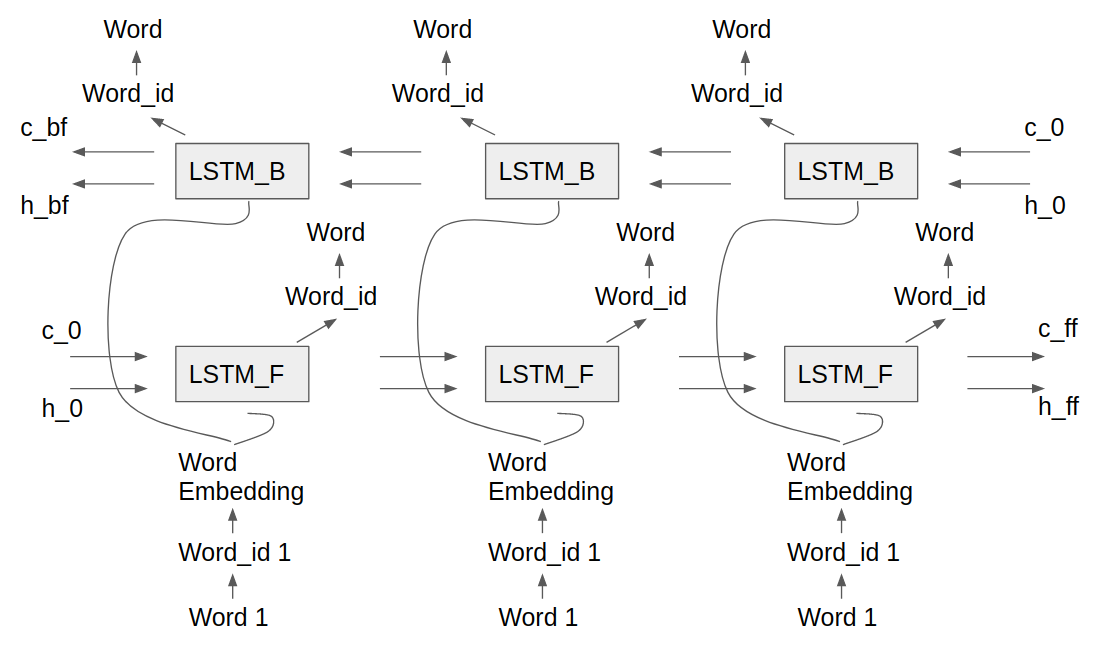 Word Word Word
Word_id Word_id Word_id
c_bf c_0
LSTM_B LSTM_B LSTM_B
h_bf h_0
Word Word Word
Word_id Word_id Word_id
c_0 c_ff
LSTM_F LSTM_F LSTM_F
h_0 h_ff
Word Word Word
Embedding Embedding Embedding
Word_id 1 Word_id 1 Word_id 1
Word 1 Word 1 Word 1